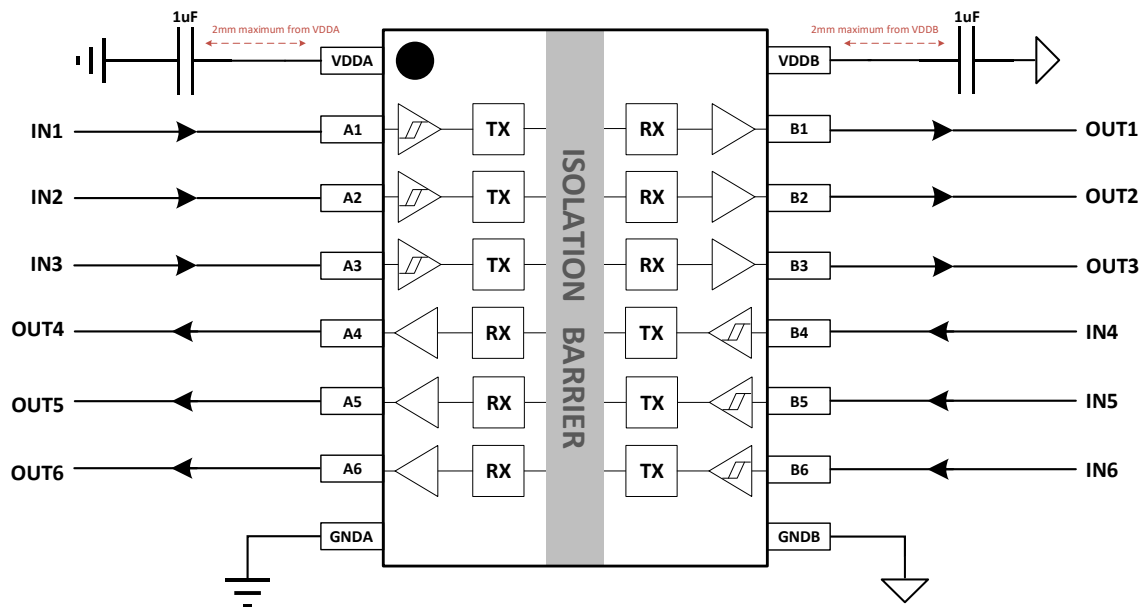 1uF
1uF
2mm maximum from VDDA
2mm maximum from VDDB
VDDA
VDDB
IN1 A1 TX RX B1 OUT1
IN2 A2 TX RX B2 OUT2
IN3 A3 TX RX B3 OUT3
OUT4 A4 RX TX B4 IN4
OUT5 A5 RX TX B5 IN5
OUT6 A6 RX TX B6 IN6
ISOLATION BARRIER
GNDA
GNDB